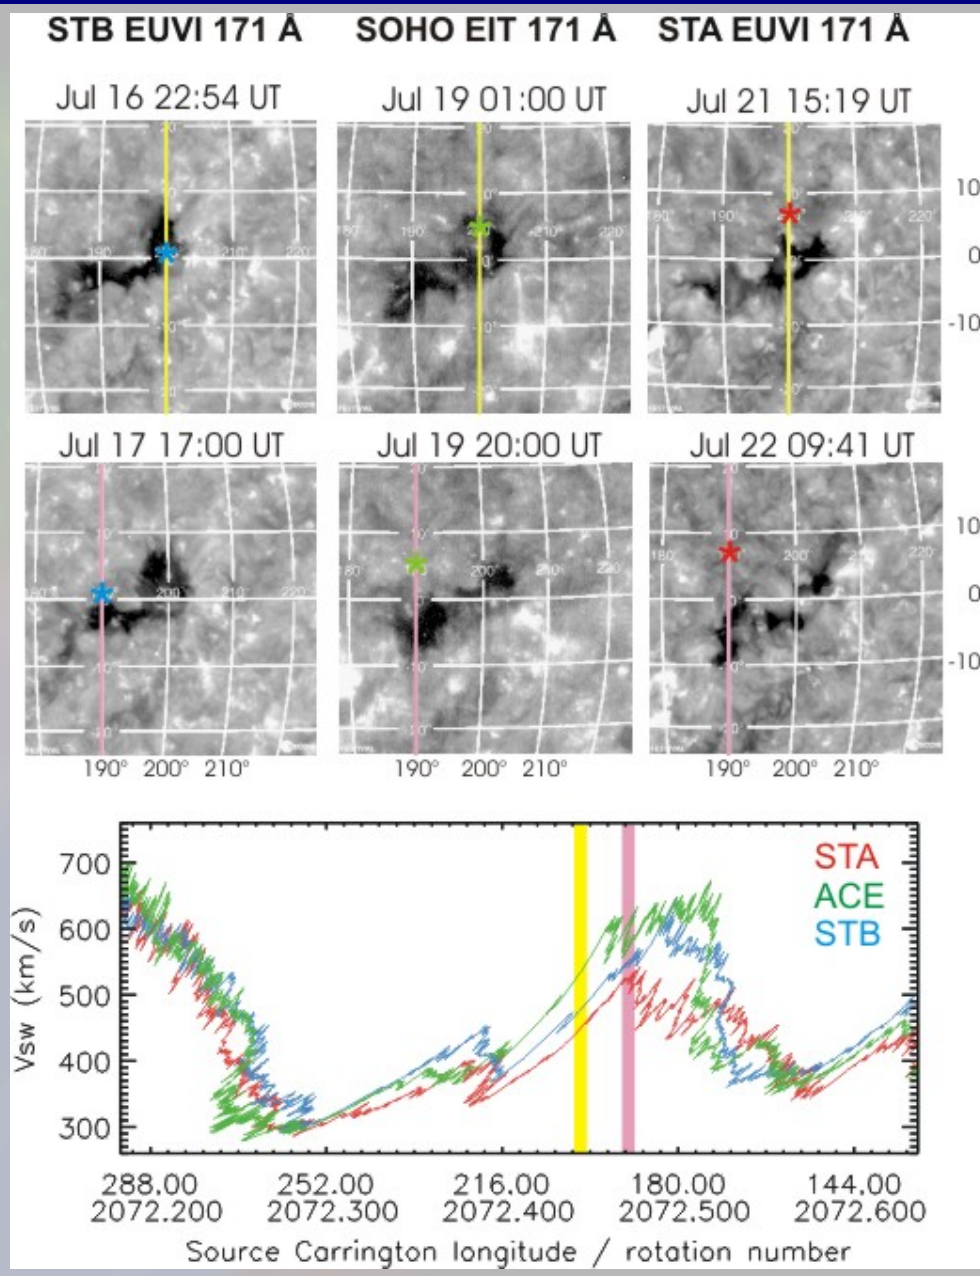 STB EUVI 171 Å SOHO EIT 171 Å STA EUVI 171 Å
Jul 16 22:54 UT Jul 19 01:00 UT Jul 21 15:19 UT
10
0
-10
Jul 17 17:00 UT Jul 19 20:00 UT Jul 22 09:41 UT
10
0
-10
190° 200° 210° 190° 200° 210° 190° 200° 210°
STA
ACE
STB
700
600
500
400
300
Vsw (km/s)
288.00 252.00 216.00 180.00 144.00
2072.200 2072.300 2072.400 2072.500 2072.600
Source Carrington longitude / rotation number